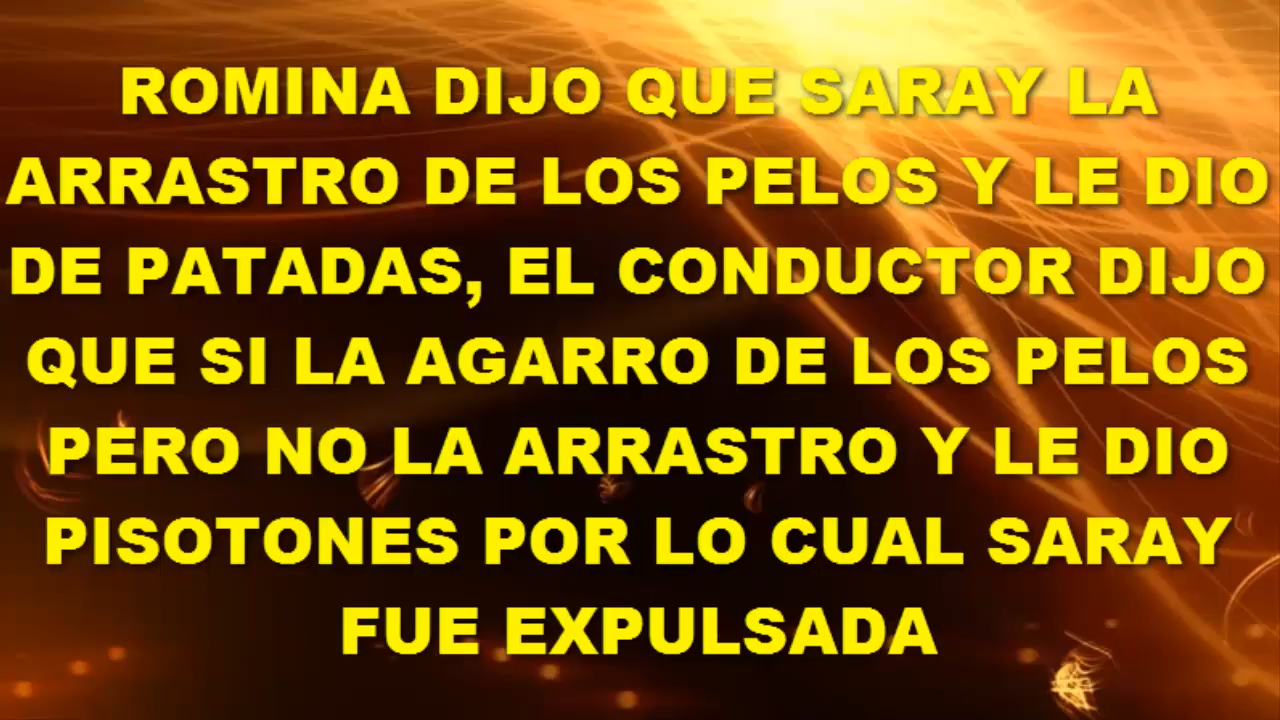 ROMINA DIJO QUE SARAY LA
ARRASTRO DE LOS PELOS Y LE DIO
DE PATADAS, EL CONDUCTOR DIJO
QUE SI LA AGARRO DE LOS PELOS
PERO NO LA ARRASTRO Y LE DIO
PISOTONES POR LO CUAL SARAY
FUE EXPULSADA